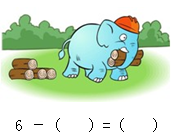 6 － (　　) = (　　)